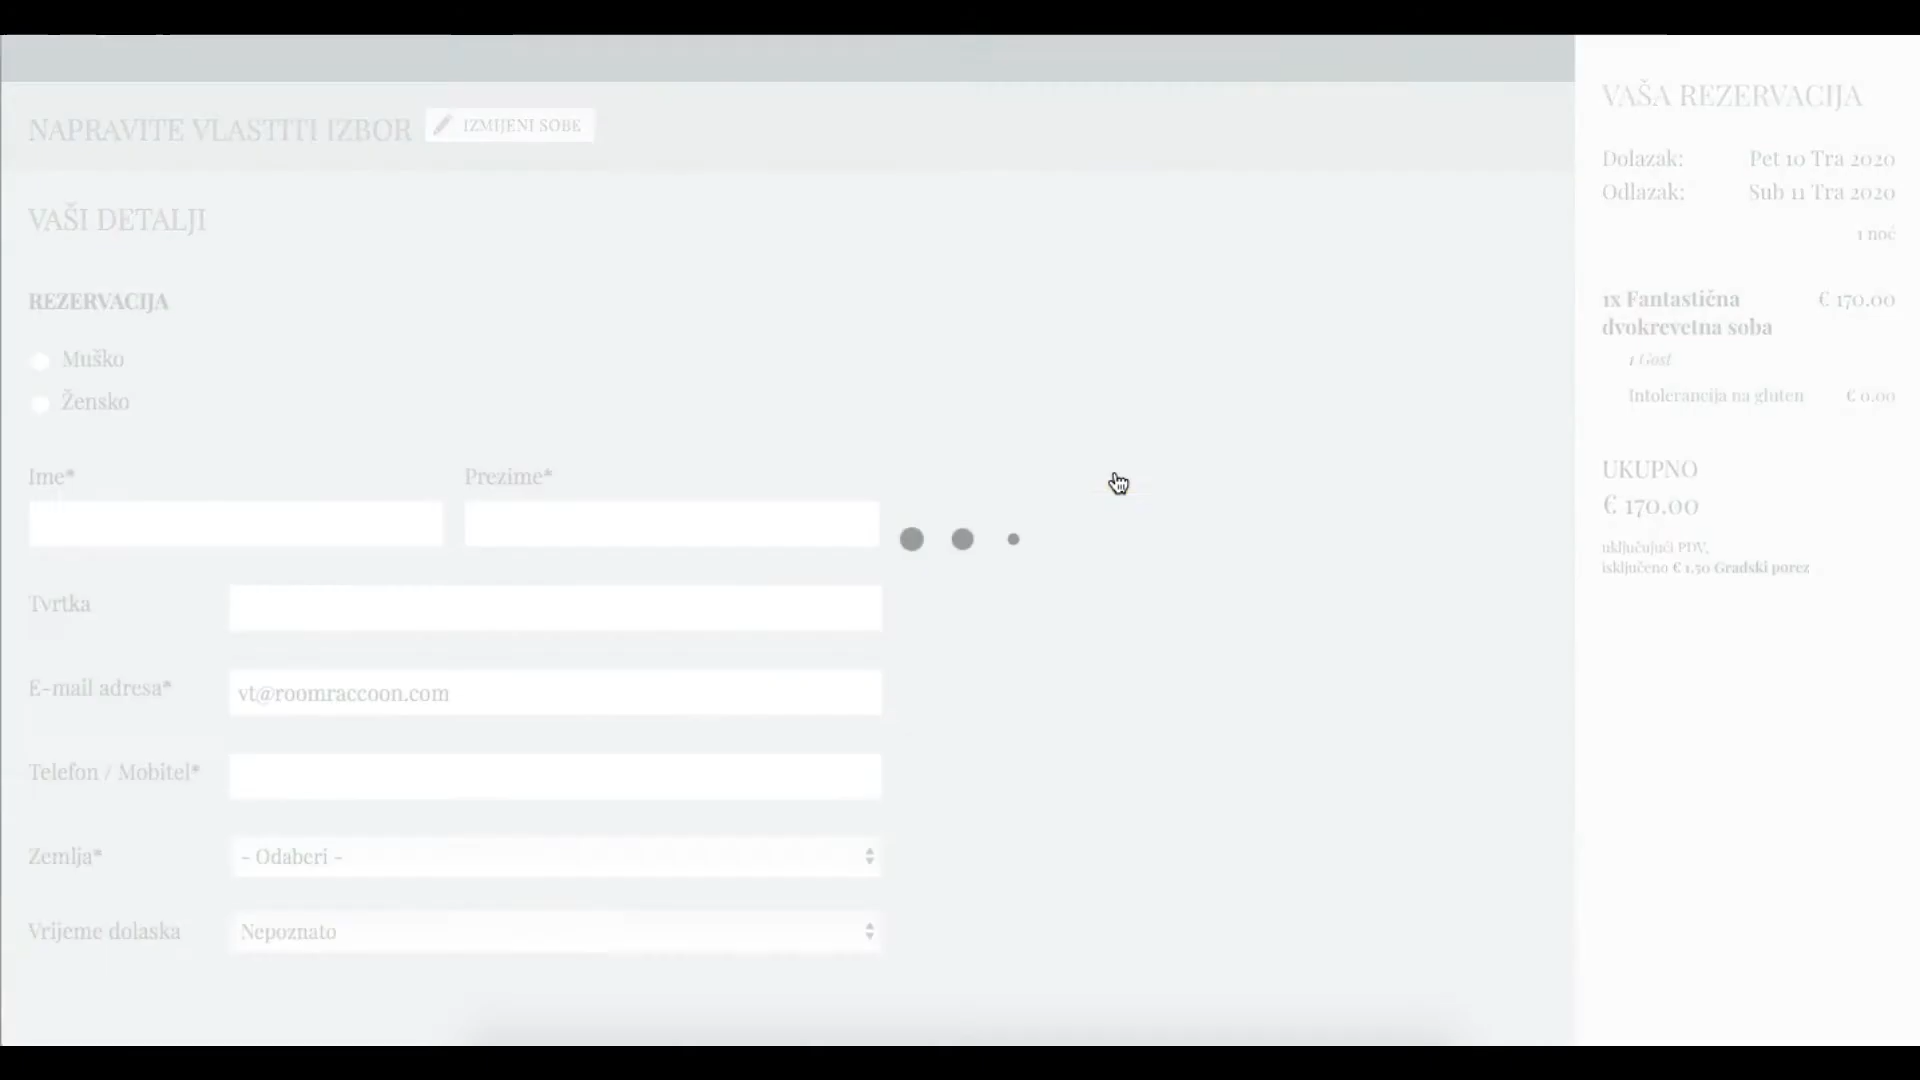 NAPRAVITE VLASTITI IZBOR
IZMIJENI SOBE
VAŠI DETALJI
REZERVACIJA
Muško
Žensko
Ime* Prezime*
Tvrtka
E-mail adresa* vt@roomraccoon.com
Telefon / Mobitel*
Zemlja* - Odaberi -
Vrijeme dolaska Nepoznato
VAŠA REZERVACIJA
Dolazak: Pet 10 Tra 2020
Odlazak: Sub 11 Tra 2020
1 noć
1x Fantastična € 170.00
dvokrevetna soba
1 Gost
Intolerancija na gluten € 0.00
UKUPNO
€ 170.00
uključujući PDV,
isključeno € 1.50 Gradski porez